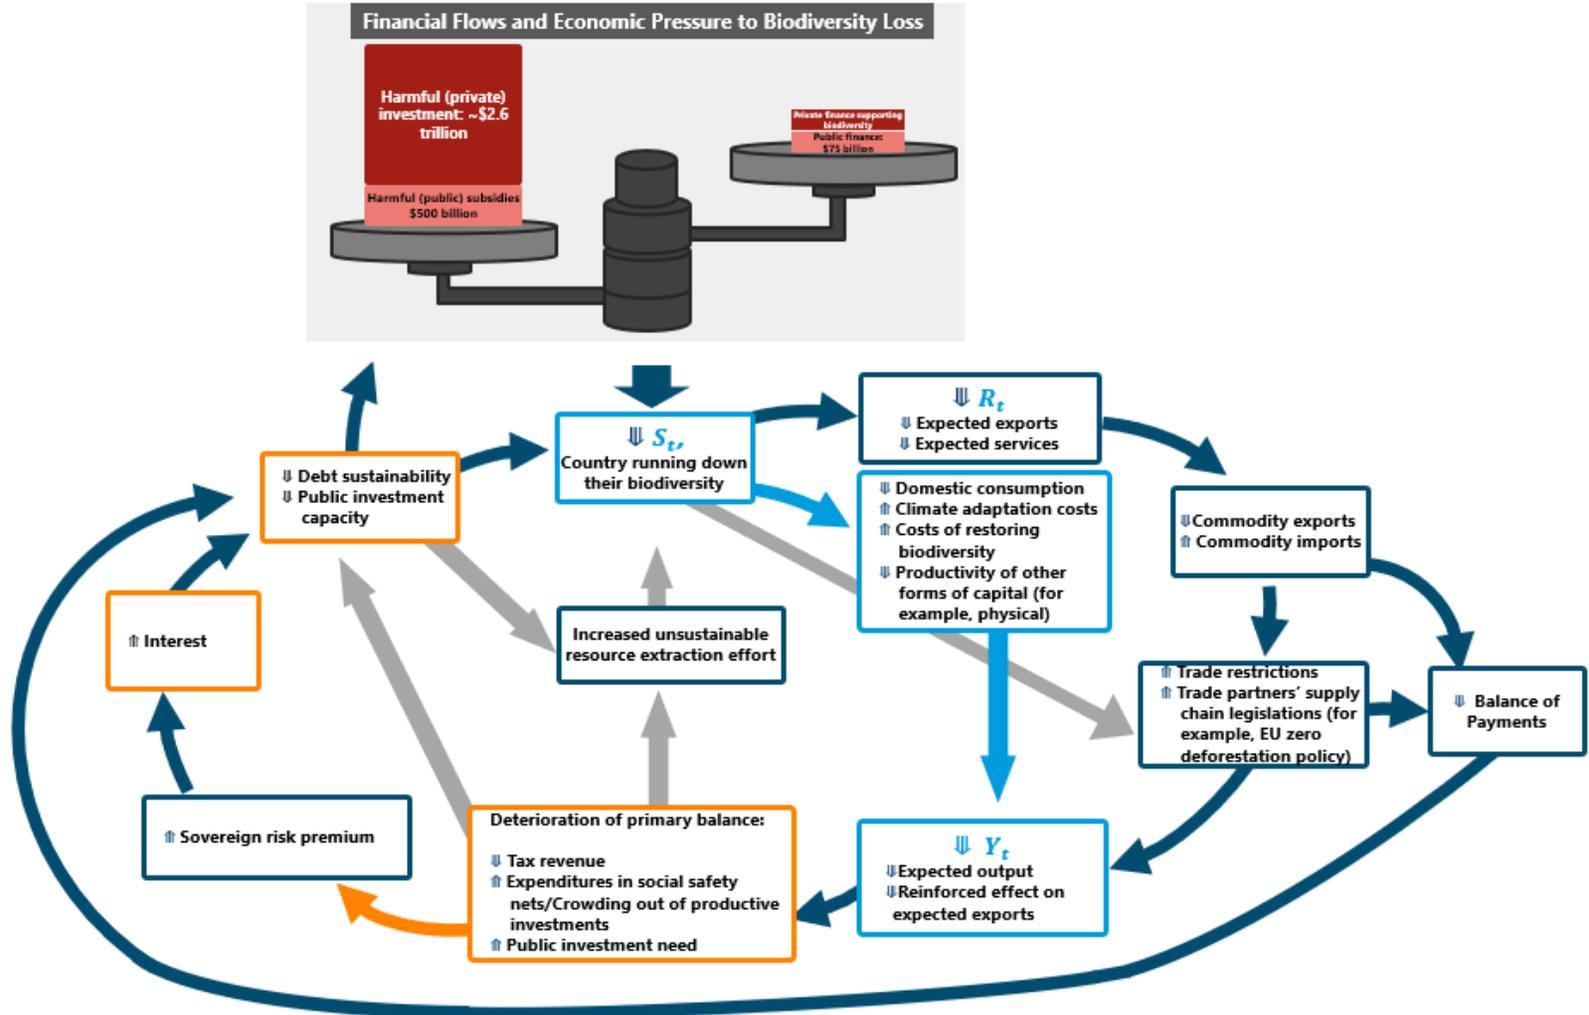 Financial Flows and Economic Pressure to Biodiversity Loss
Harmful (private)
investment: ~$2.6
trillion
Harmful (public) subsidies
$500 billion
Private finance supporting
biodiversity
Public finance:
$75 billion
⤋ Sₜ,
Country running down
their biodiversity
⤋ Rₜ
⤋ Expected exports
⤋ Expected services
⤋ Debt sustainability
⤋ Public investment
capacity
⤋ Domestic consumption
⤊ Climate adaptation costs
⤊ Costs of restoring
biodiversity
⤋ Productivity of other
forms of capital (for
example, physical)
⤋Commodity exports
⤊ Commodity imports
⤊ Interest
Increased unsustainable
resource extraction effort
⤊ Trade restrictions
⤊ Trade partners’ supply
chain legislations (for
example, EU zero
deforestation policy)
⤋ Balance of
Payments
⤊ Sovereign risk premium
Deterioration of primary balance:
⤋ Tax revenue
⤊ Expenditures in social safety
nets/Crowding out of productive
investments
⤊ Public investment need
⤋ Yₜ
⤋Expected output
⤋Reinforced effect on
expected exports